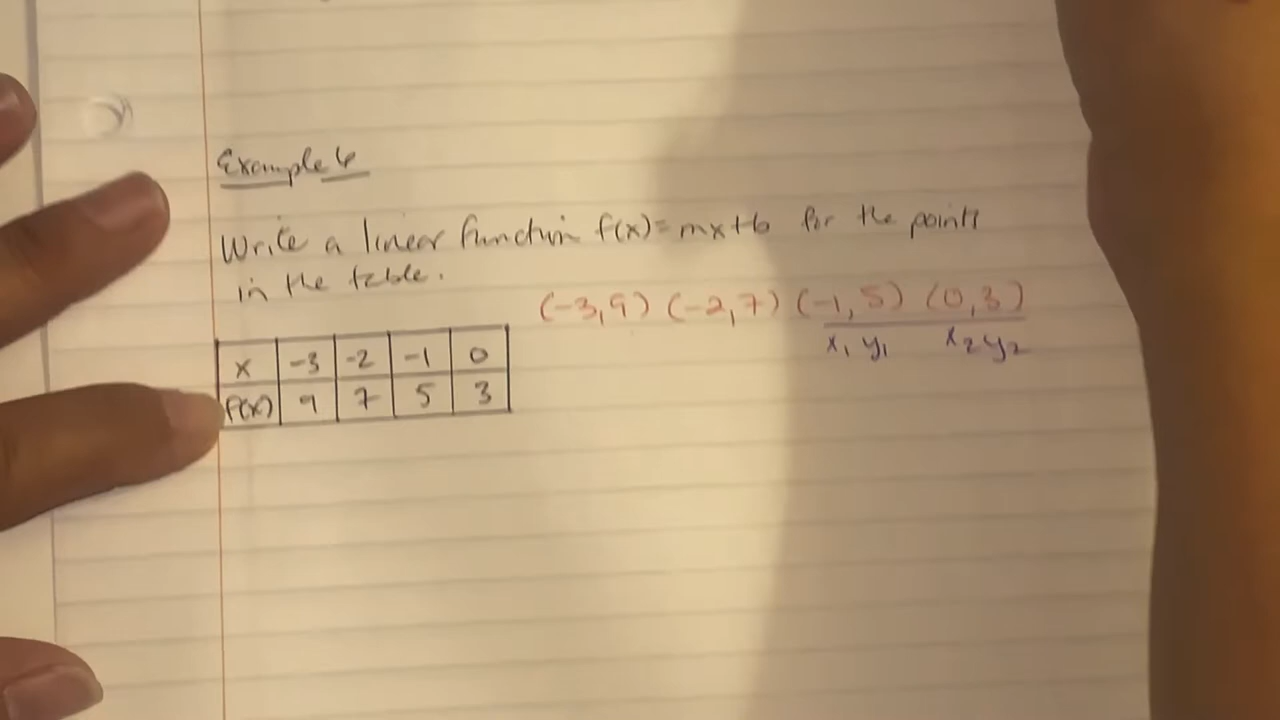 Example 6
Write a linear function f(x)=mx+b for the points
in the table.
(-3,9) (-2,7) (-1,5) (0,3)
x₁ y₁ x₂ y₂
x -3 -2 -1 0
f(x) 9 7 5 3